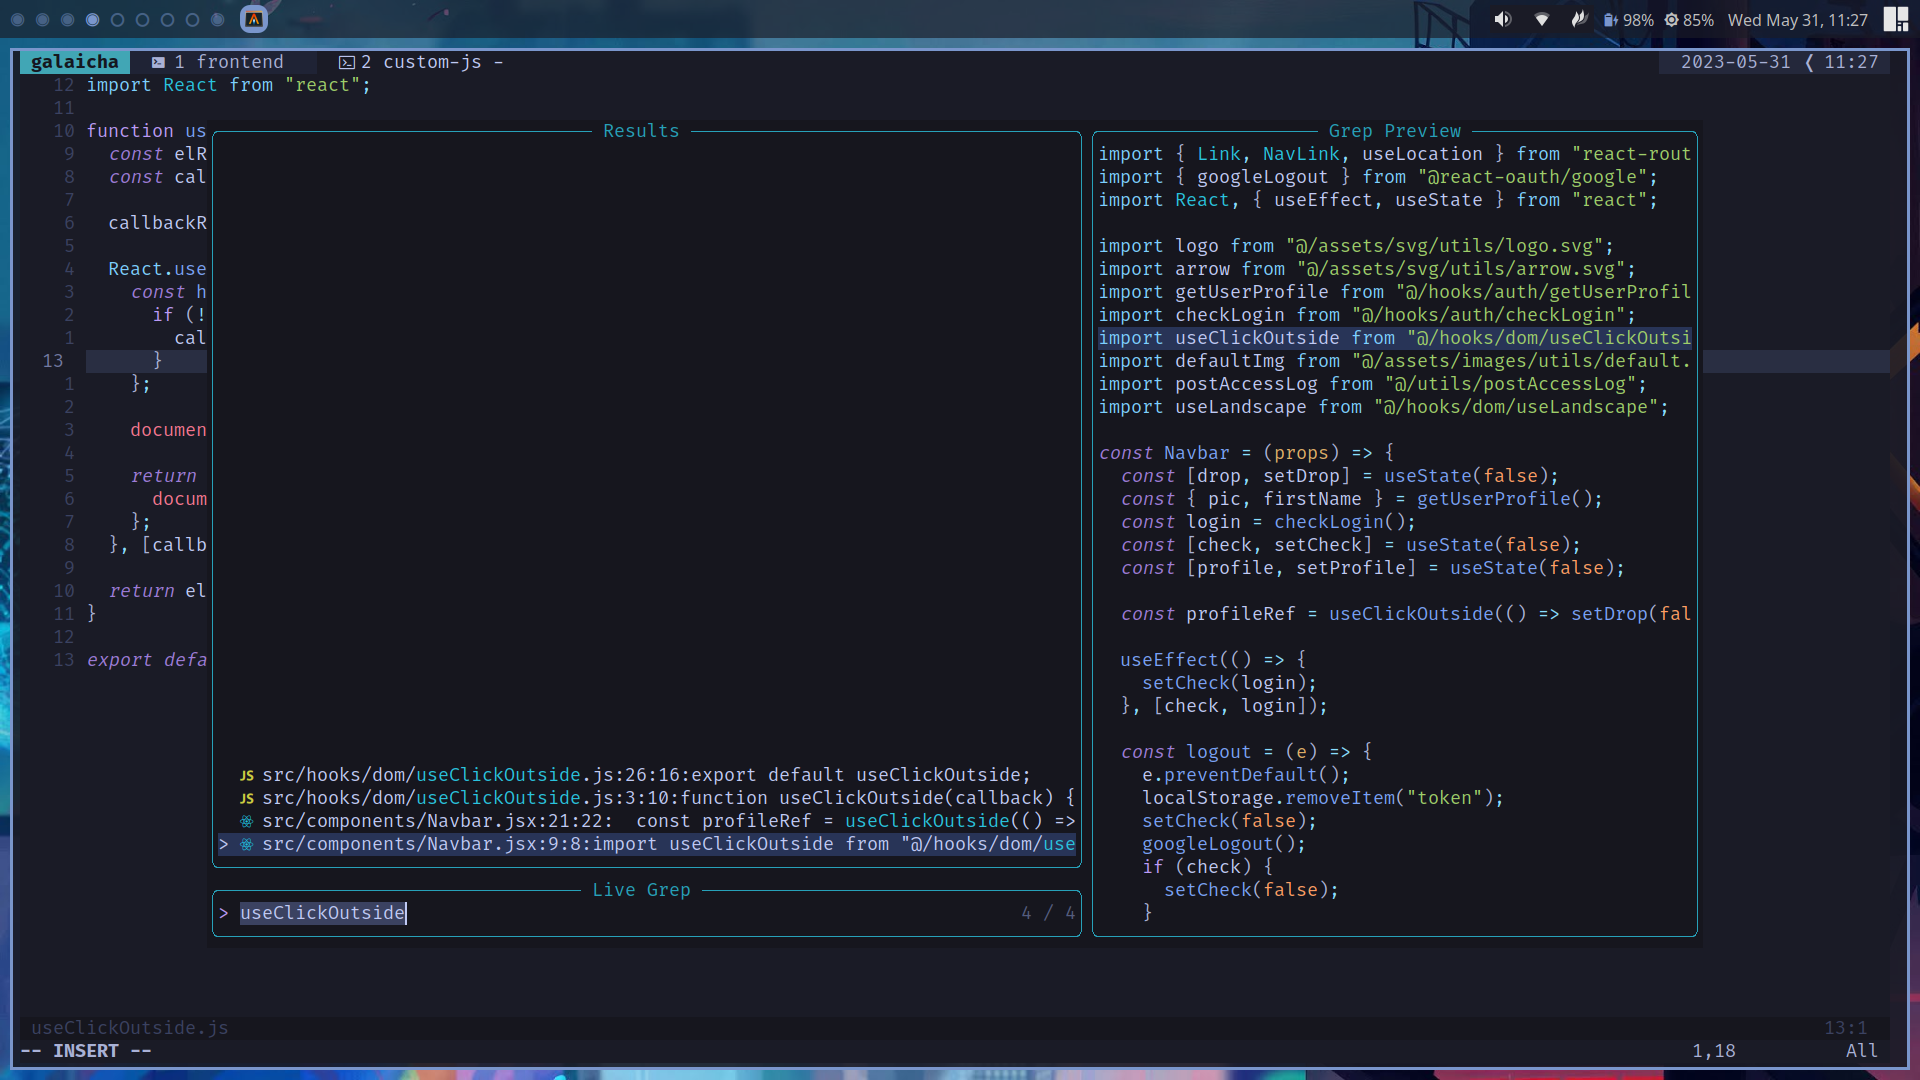 98% 85% Wed May 31, 11:27
galaicha 1 frontend 2 custom-js - 2023-05-31 11:27
12 import React from "react";
11
10 function us
9 const elR
8 const cal
7
6 callbackR
5
4 React.use
3 const h
2 if (!
1 cal
13 }
1 };
2
3 documen
4
5 return
6 docum
7 };
8 }, [callb
9
10 return el
11 }
12
13 export defa
Results
JS src/hooks/dom/useClickOutside.js:26:16:export default useClickOutside;
JS src/hooks/dom/useClickOutside.js:3:10:function useClickOutside(callback) {
src/components/Navbar.jsx:21:22:  const profileRef = useClickOutside(() =>
> src/components/Navbar.jsx:9:8:import useClickOutside from "@/hooks/dom/use
Live Grep
> useClickOutside 4 / 4
Grep Preview
import { Link, NavLink, useLocation } from "react-rout
import { googleLogout } from "@react-oauth/google";
import React, { useEffect, useState } from "react";
import logo from "@/assets/svg/utils/logo.svg";
import arrow from "@/assets/svg/utils/arrow.svg";
import getUserProfile from "@/hooks/auth/getUserProfil
import checkLogin from "@/hooks/auth/checkLogin";
import useClickOutside from "@/hooks/dom/useClickOutsi
import defaultImg from "@/assets/images/utils/default.
import postAccessLog from "@/utils/postAccessLog";
import useLandscape from "@/hooks/dom/useLandscape";
const Navbar = (props) => {
const [drop, setDrop] = useState(false);
const { pic, firstName } = getUserProfile();
const login = checkLogin();
const [check, setCheck] = useState(false);
const [profile, setProfile] = useState(false);
const profileRef = useClickOutside(() => setDrop(fal
useEffect(() => {
setCheck(login);
}, [check, login]);
const logout = (e) => {
e.preventDefault();
localStorage.removeItem("token");
setCheck(false);
googleLogout();
if (check) {
setCheck(false);
}
useClickOutside.js 13:1
-- INSERT -- 1,18 All